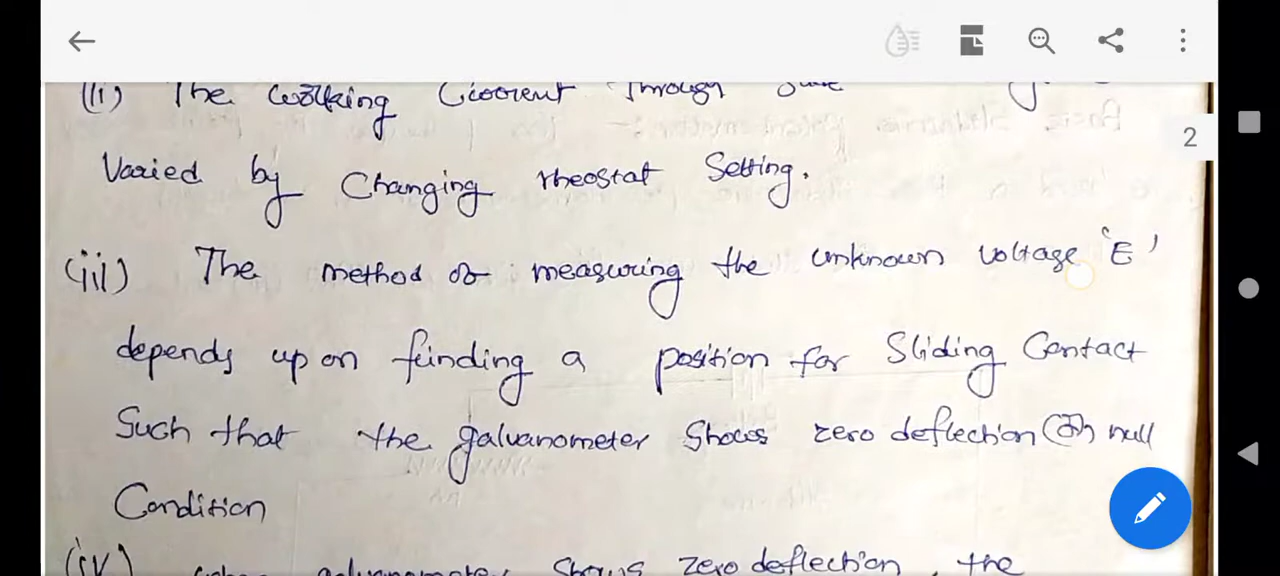 2
(ii) The working Current through
Varied by Changing rheostat Setting.
(iii) The method of measuring the unknown voltage 'E'
depends up on finding a position for Sliding Contact
Such that the galvanometer shows zero deflection (or) null
Condition
(iv) galvanometer shows zero deflection, the